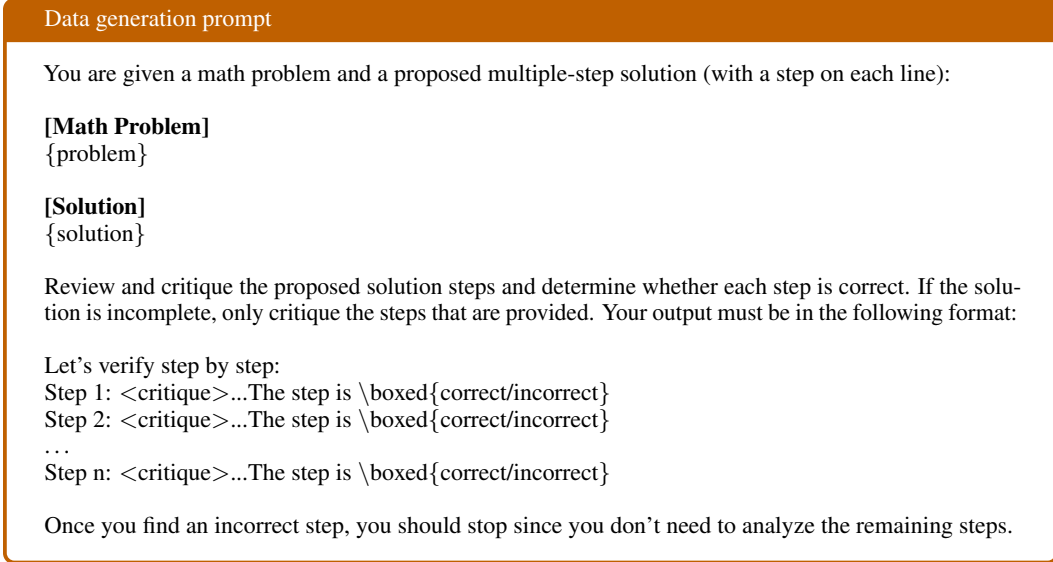 Data generation prompt
You are given a math problem and a proposed multiple-step solution (with a step on each line):
[Math Problem]
{problem}
[Solution]
{solution}
Review and critique the proposed solution steps and determine whether each step is correct. If the solu-
tion is incomplete, only critique the steps that are provided. Your output must be in the following format:
Let's verify step by step:
Step 1: <critique>...The step is \boxed{correct/incorrect}
Step 2: <critique>...The step is \boxed{correct/incorrect}
...
Step n: <critique>...The step is \boxed{correct/incorrect}
Once you find an incorrect step, you should stop since you don't need to analyze the remaining steps.